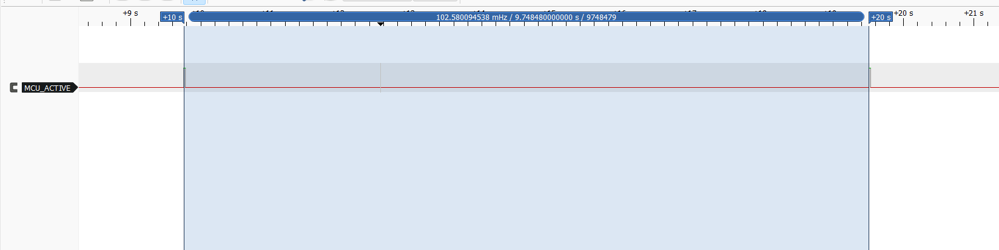 +9 s
+10 s
102.580094538 mHz / 9.748480000000 s / 9748479
+20 s
+20 s
+21 s
MCU_ACTIVE